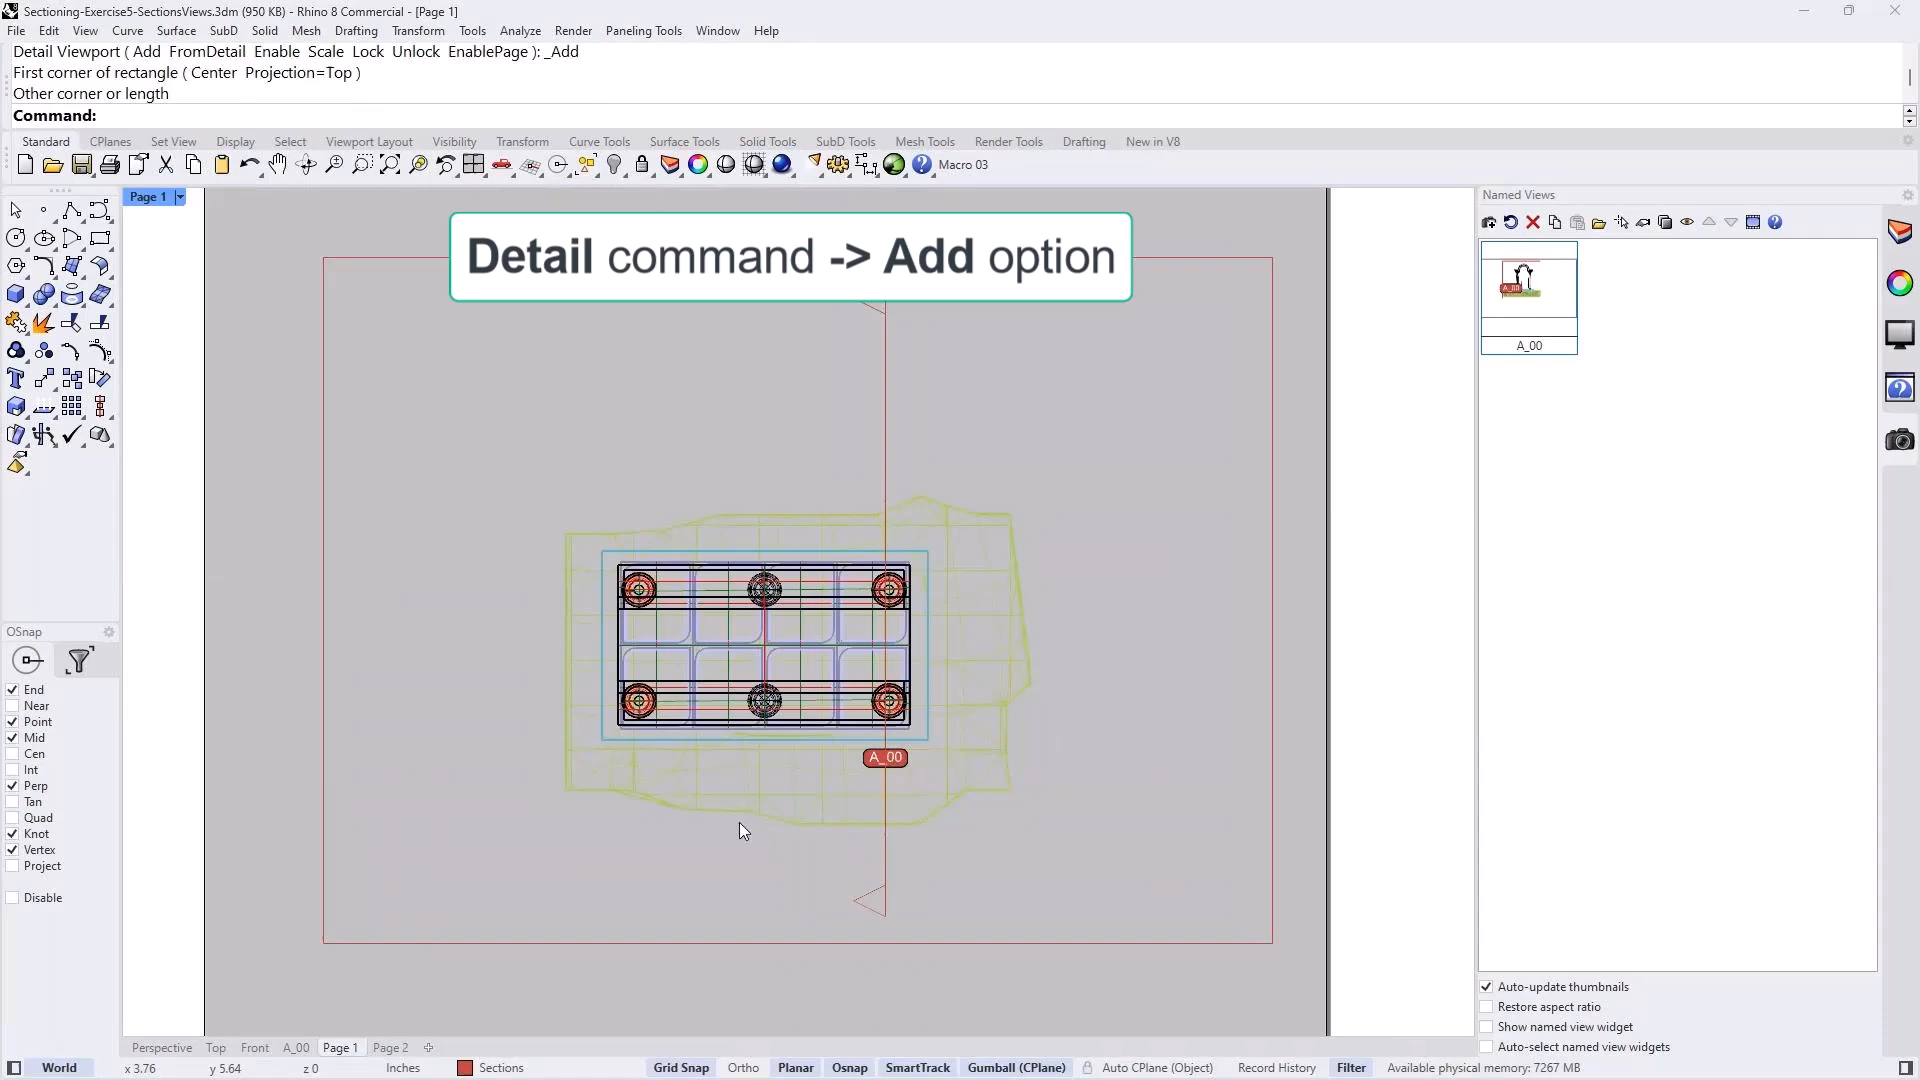 Sectioning-Exercise5-SectionsViews.3dm (950 KB) - Rhino 8 Commercial - [Page 1]
File Edit View Curve Surface SubD Solid Mesh Drafting Transform Tools Analyze Render Paneling Tools Window Help
Detail Viewport ( Add FromDetail Enable Scale Lock Unlock EnablePage ): _Add
First corner of rectangle ( Center Projection=Top )
Other corner or length
Command:
Standard CPlanes Set View Display Select Viewport Layout Visibility Transform Curve Tools Surface Tools Solid Tools SubD Tools Mesh Tools Render Tools Drafting New in V8
Macro 03
Page 1
Named Views
Detail command -> Add option
A_00
A_00
A_00
OSnap
End
Near
Point
Mid
Cen
Int
Perp
Tan
Quad
Knot
Vertex
Project
Disable
Auto-update thumbnails
Restore aspect ratio
Show named view widget
Auto-select named view widgets
Perspective Top Front A_00 Page 1 Page 2
World x 3.76 y 5.64 z 0 Inches Sections Grid Snap Ortho Planar Osnap SmartTrack Gumball (CPlane) Auto CPlane (Object) Record History Filter Available physical memory: 7267 MB